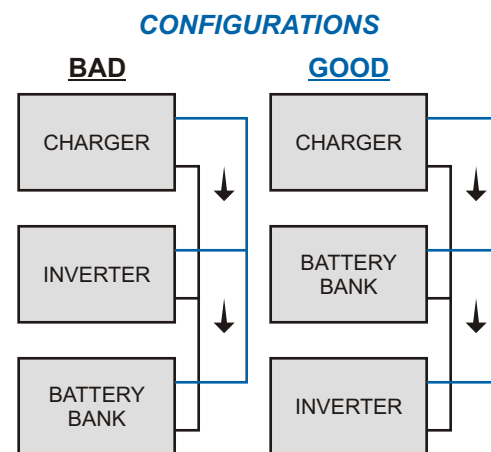 CONFIGURATIONS
BAD
GOOD
CHARGER
CHARGER
INVERTER
BATTERY
BANK
BATTERY
BANK
INVERTER